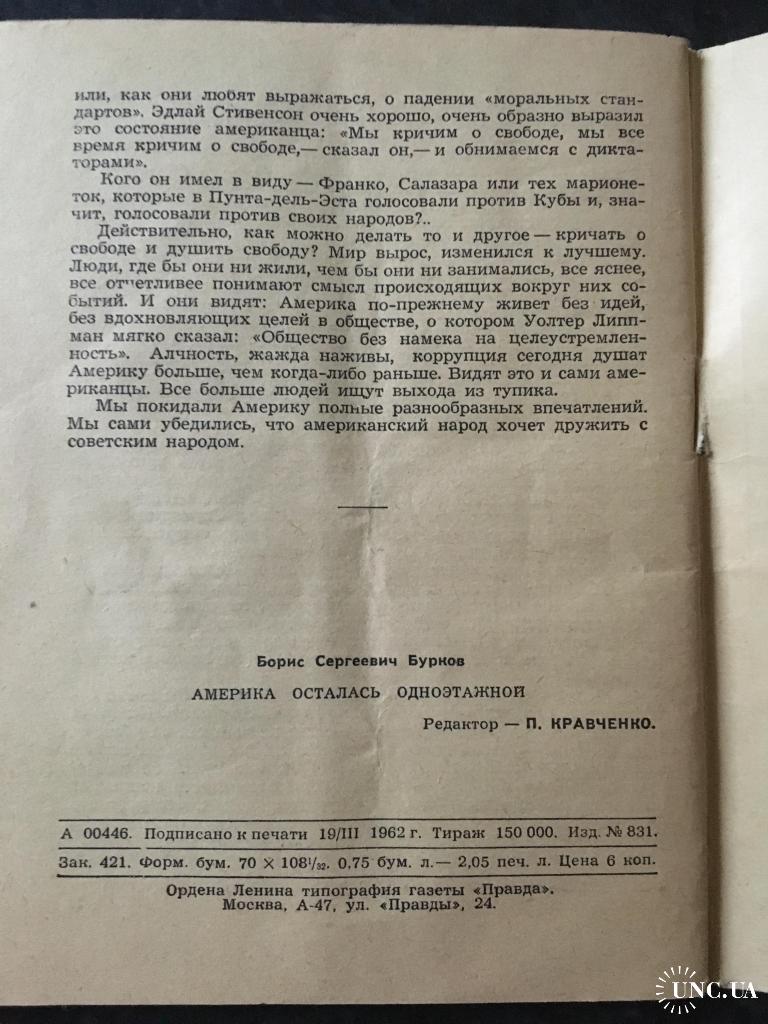 или, как они любят выражаться, о падении «моральных стан-
дартов». Эдлай Стивенсон очень хорошо, очень образно выразил
это состояние американца: «Мы кричим о свободе, мы все
время кричим о свободе,— сказал он,— и обнимаемся с дикта-
торами».
Кого он имел в виду — Франко, Салазара или тех марионе-
ток, которые в Пунта-дель-Эста голосовали против Кубы и, зна-
чит, голосовали против своих народов?..
Действительно, как можно делать то и другое — кричать о
свободе и душить свободу? Мир вырос, изменился к лучшему.
Люди, где бы они ни жили, чем бы они ни занимались, все яснее,
все отчетливее понимают смысл происходящих вокруг них со-
бытий. И они видят: Америка по-прежнему живет без идей,
без вдохновляющих целей в обществе, о котором Уолтер Липп-
ман мягко сказал: «Общество без намека на целеустремлен-
ность». Алчность, жажда наживы, коррупция сегодня душат
Америку больше, чем когда-либо раньше. Видят это и сами аме-
риканцы. Все больше людей ищут выхода из тупика.
Мы покидали Америку полные разнообразных впечатлений.
Мы сами убедились, что американский народ хочет дружить с
советским народом.
Борис Сергеевич Бурков
АМЕРИКА ОСТАЛАСЬ ОДНОЭТАЖНОЙ
Редактор — П. КРАВЧЕНКО.
А 00446. Подписано к печати 19/III 1962 г. Тираж 150 000. Изд. № 831.
Зак. 421. Форм. бум. 70 × 108¹/₃₂. 0,75 бум. л.— 2,05 печ. л. Цена 6 коп.
Ордена Ленина типография газеты «Правда».
Москва, А-47, ул. «Правды», 24.
UNC.UA